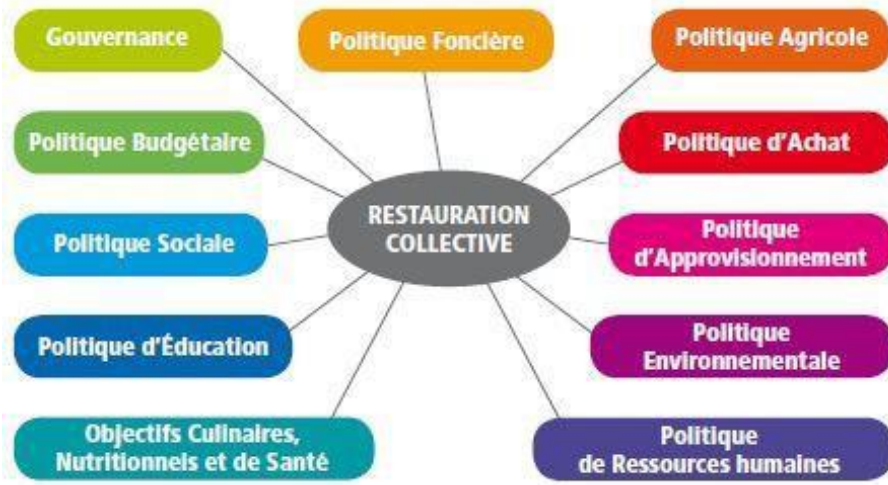 Gouvernance
Politique Foncière
Politique Agricole
Politique Budgétaire
Politique d'Achat
RESTAURATION
COLLECTIVE
Politique Sociale
Politique
d'Approvisionnement
Politique d'Éducation
Politique
Environnementale
Objectifs Culinaires,
Nutritionnels et de Santé
Politique
de Ressources humaines